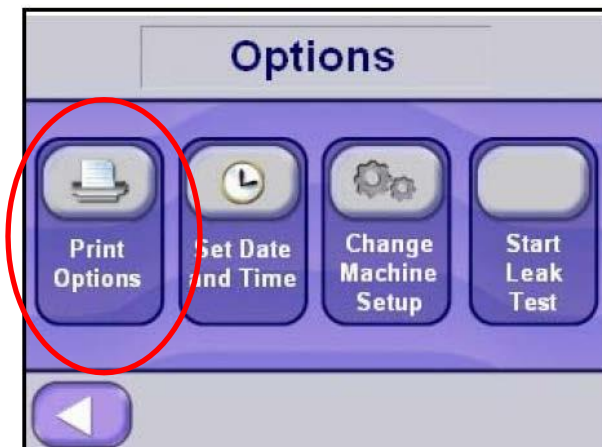 Options
Print
Options
Set Date
and Time
Change
Machine
Setup
Start
Leak
Test